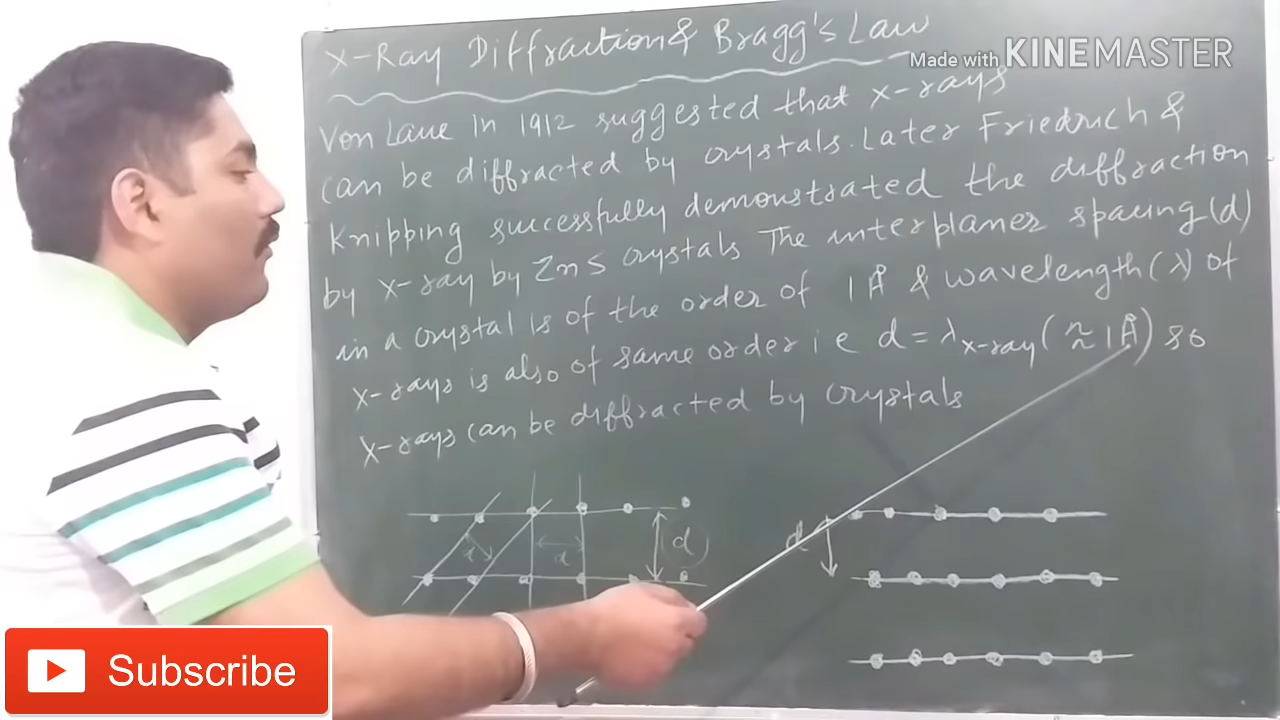 X-Ray Diffraction & Bragg's Law
Made with KINEMASTER
Von Laue in 1912 suggested that x-rays
can be diffracted by crystals. Later Friedrich &
Knipping successfully demonstrated the diffraction
by x-ray by ZnS crystals The interplaner spacing (d)
in a crystal is of the order of 1 Å & wavelength (λ) of
x-rays is also of same order i e d = λ x-ray ( ≈ 1 Å ) so
X-rays can be diffracted by crystals
d
d
d
d
Subscribe